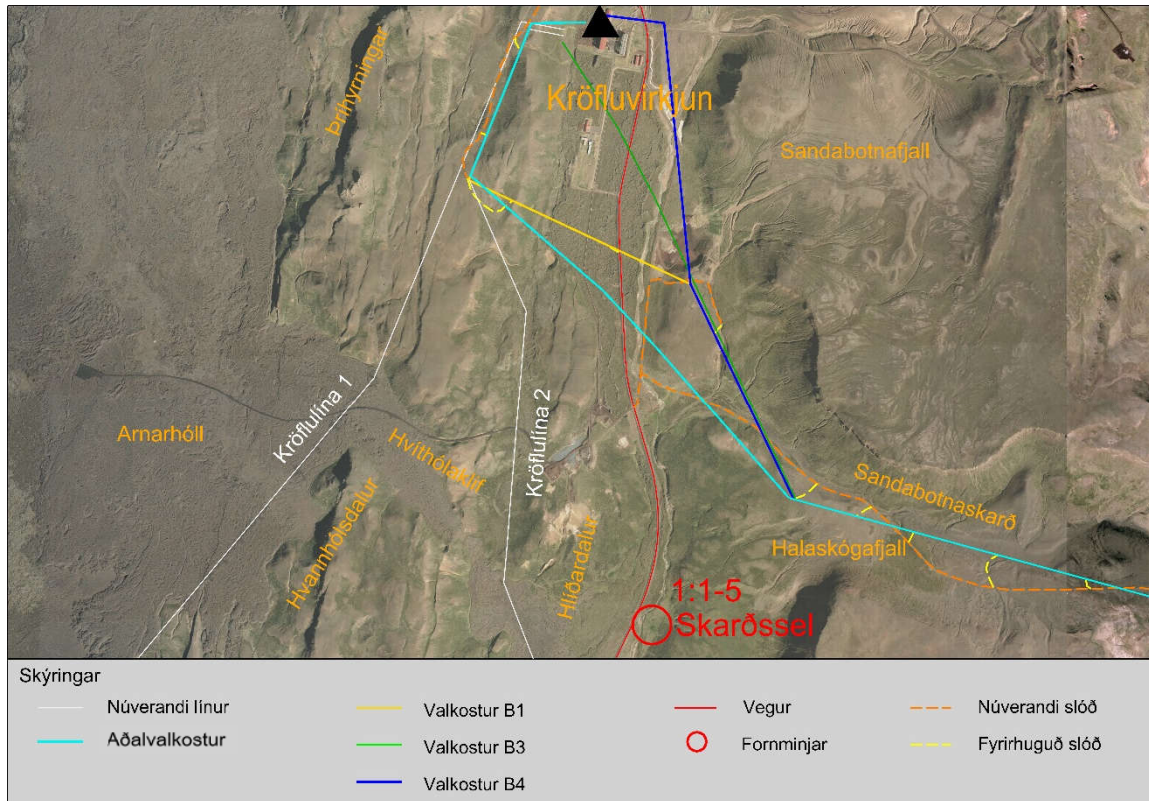 Þríhyrningar
Kröfluvirkjun
Sandabotnafjall
Arnarhóll
Kröflulína 1
Hvíthólaklif
Kröflulína 2
Sandabotnaskarð
Hvannhólsdalur
Hlíðardalur
Halaskógafjall
1:1-5
Skarðssel
Skýringar
Núverandi línur
Aðalvalkostur
Valkostur B1
Valkostur B3
Valkostur B4
Vegur
Fornminjar
Núverandi slóð
Fyrirhuguð slóð